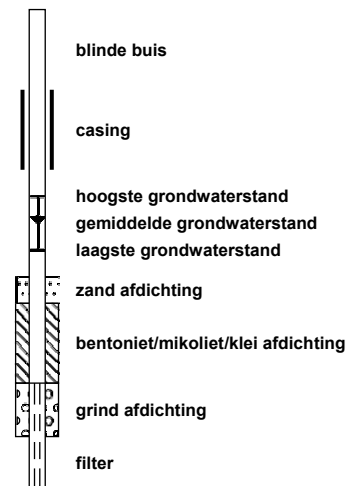 blinde buis
casing
hoogste grondwaterstand
gemiddelde grondwaterstand
laagste grondwaterstand
zand afdichting
bentoniet/mikoliet/klei afdichting
grind afdichting
filter